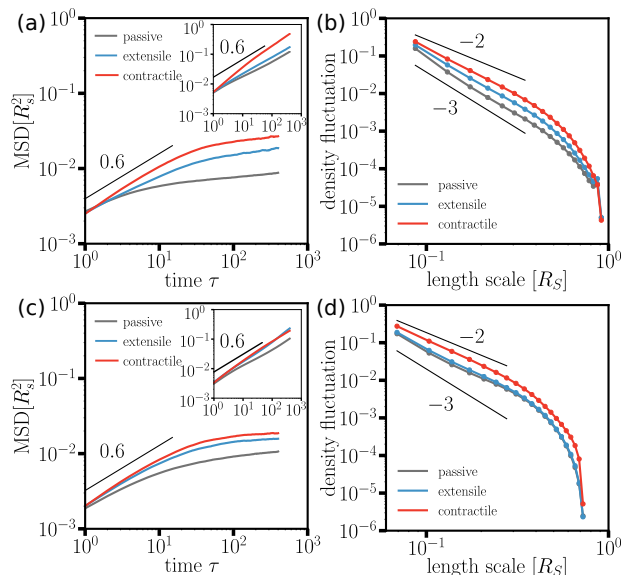 (a)
MSD[R_s^2]
10^0
10^-1
10^-2
10^-3
passive
extensile
contractile
0.6
10^0
10^-1
10^-2
10^-3
0.6
10^0 10^1 10^2 10^3
10^0 10^1 10^2 10^3
time τ
(b)
density fluctuation
10^0
10^-1
10^-2
10^-3
10^-4
10^-5
10^-6
−2
−3
passive
extensile
contractile
10^-1 10^0
length scale [R_S]
(c)
MSD[R_s^2]
10^0
10^-1
10^-2
10^-3
passive
extensile
contractile
0.6
10^0
10^-1
10^-2
10^-3
0.6
10^0 10^1 10^2 10^3
10^0 10^1 10^2 10^3
time τ
(d)
density fluctuation
10^0
10^-1
10^-2
10^-3
10^-4
10^-5
10^-6
−2
−3
passive
extensile
contractile
10^-1 10^0
length scale [R_S]